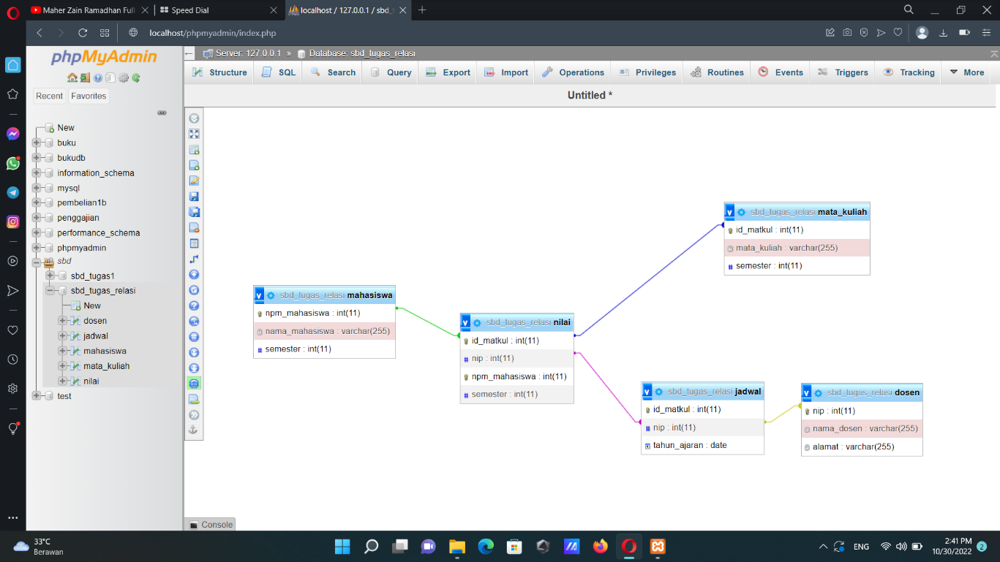 Maher Zain Ramadhan Full
Speed Dial
localhost / 127.0.0.1 / sbd_t
localhost/phpmyadmin/index.php
phpMyAdmin
Recent
Favorites
New
buku
bukudb
information_schema
mysql
pembelian1b
penggajian
performance_schema
phpmyadmin
sbd
sbd_tugas1
sbd_tugas_relasi
New
dosen
jadwal
mahasiswa
mata_kuliah
nilai
test
Server: 127.0.0.1 » Database: sbd_tugas_relasi
Structure SQL Search Query Export Import Operations Privileges Routines Events Triggers Tracking More
Untitled *
v sbd_tugas_relasi mata_kuliah
id_matkul : int(11)
mata_kuliah : varchar(255)
# semester : int(11)
v sbd_tugas_relasi mahasiswa
npm_mahasiswa : int(11)
nama_mahasiswa : varchar(255)
# semester : int(11)
v sbd_tugas_relasi nilai
id_matkul : int(11)
# nip : int(11)
npm_mahasiswa : int(11)
# semester : int(11)
v sbd_tugas_relasi jadwal
id_matkul : int(11)
# nip : int(11)
tahun_ajaran : date
v sbd_tugas_relasi dosen
nip : int(11)
nama_dosen : varchar(255)
alamat : varchar(255)
Console
33°C
Berawan
ENG
2:41 PM
10/30/2022
2